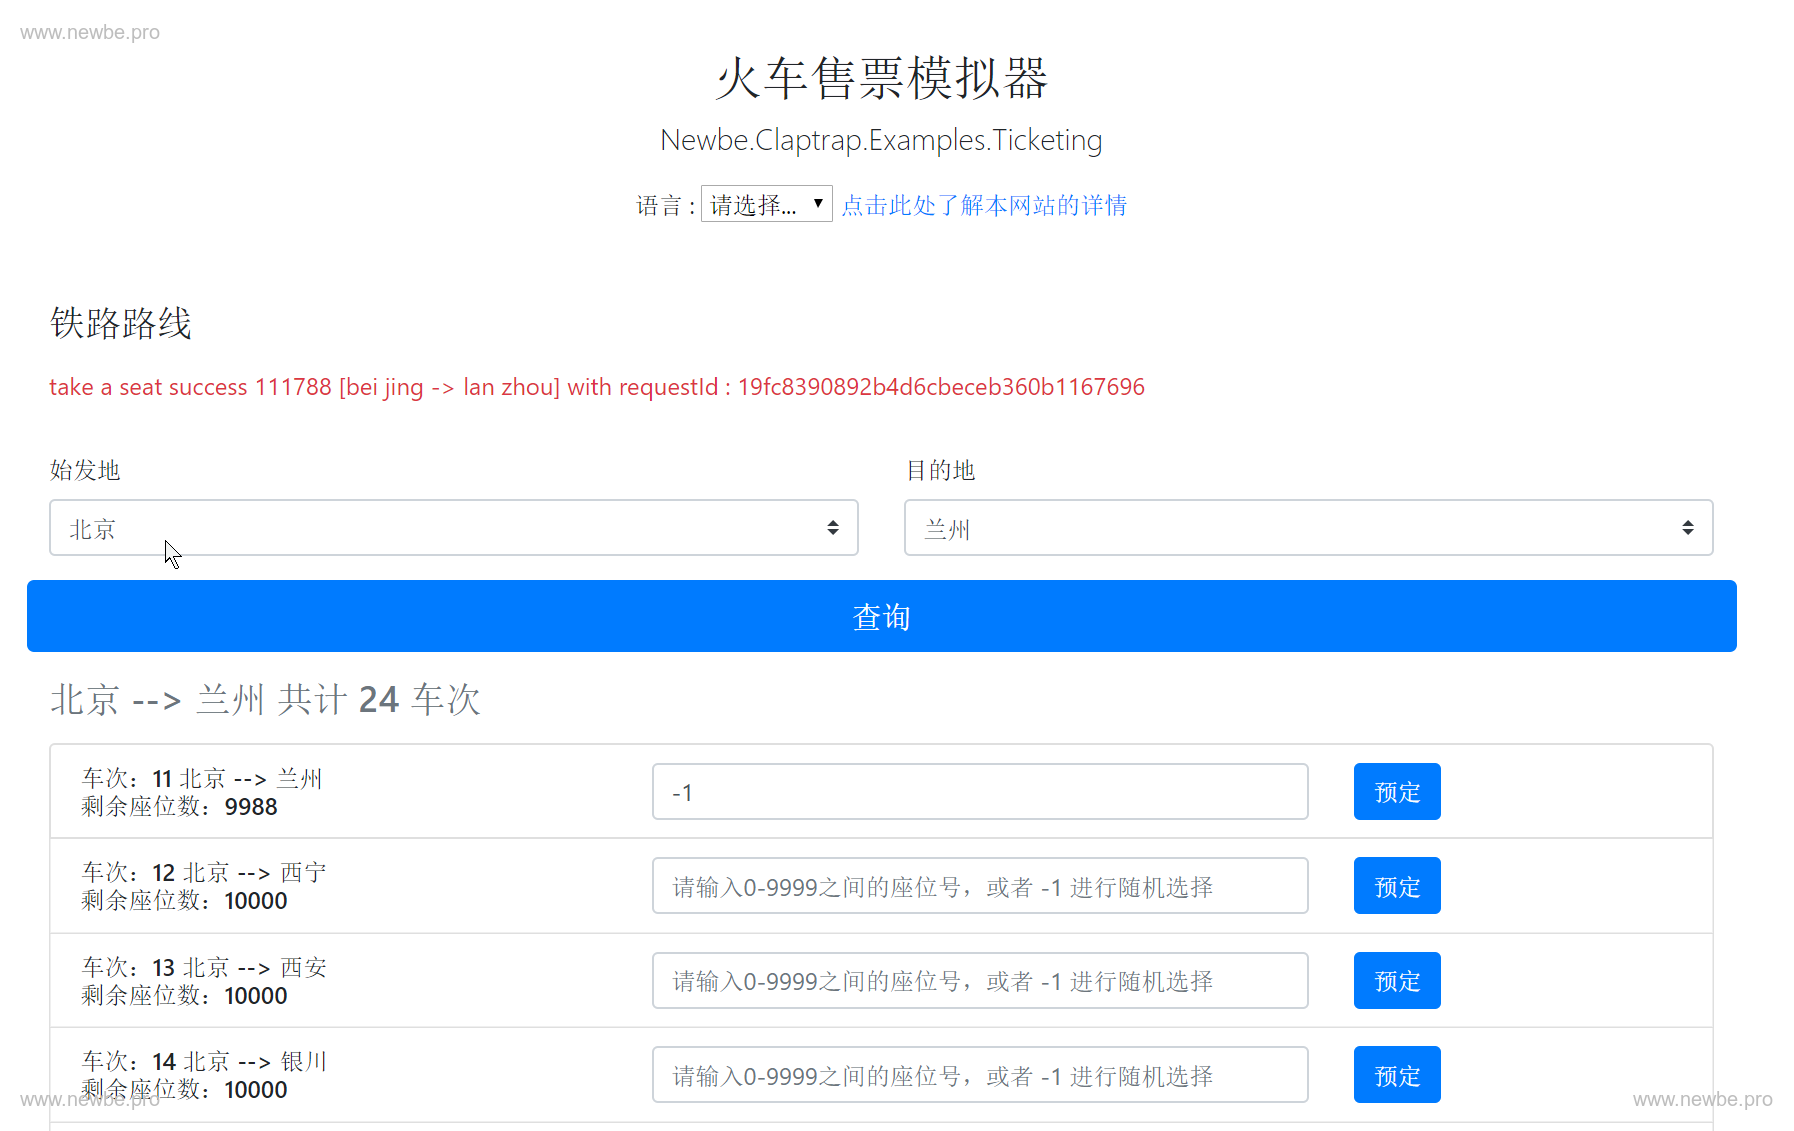 www.newbe.pro
火车售票模拟器
Newbe.Claptrap.Examples.Ticketing
语言 : 请选择... 点击此处了解本网站的详情
铁路路线
take a seat success 111788 [bei jing -> lan zhou] with requestId : 19fc8390892b4d6cbeceb360b1167696
始发地 目的地
北京 兰州
查询
北京 --> 兰州 共计 24 车次
车次：11 北京 --> 兰州
剩余座位数：9988
-1 预定
车次：12 北京 --> 西宁
剩余座位数：10000
请输入0-9999之间的座位号，或者 -1 进行随机选择 预定
车次：13 北京 --> 西安
剩余座位数：10000
请输入0-9999之间的座位号，或者 -1 进行随机选择 预定
车次：14 北京 --> 银川
剩余座位数：10000
请输入0-9999之间的座位号，或者 -1 进行随机选择 预定
www.newbe.pro www.newbe.pro